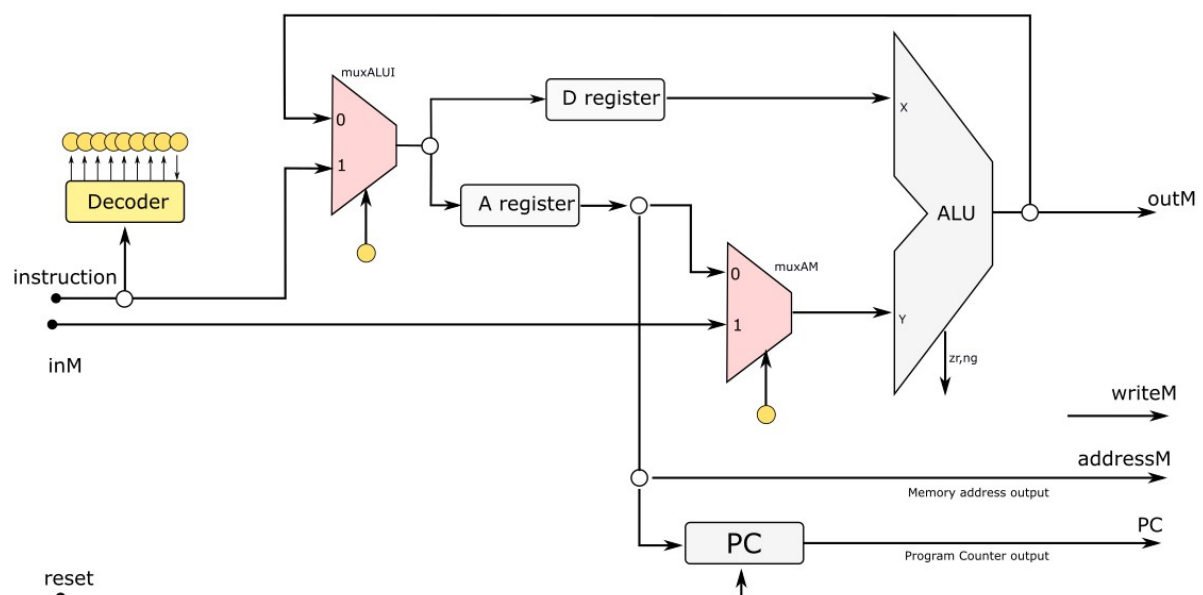 muxALUI
0
1
D register
X
Decoder
A register
ALU
outM
instruction
muxAM
0
1
Y
inM
zr,ng
writeM
addressM
Memory address output
PC
PC
Program Counter output
reset